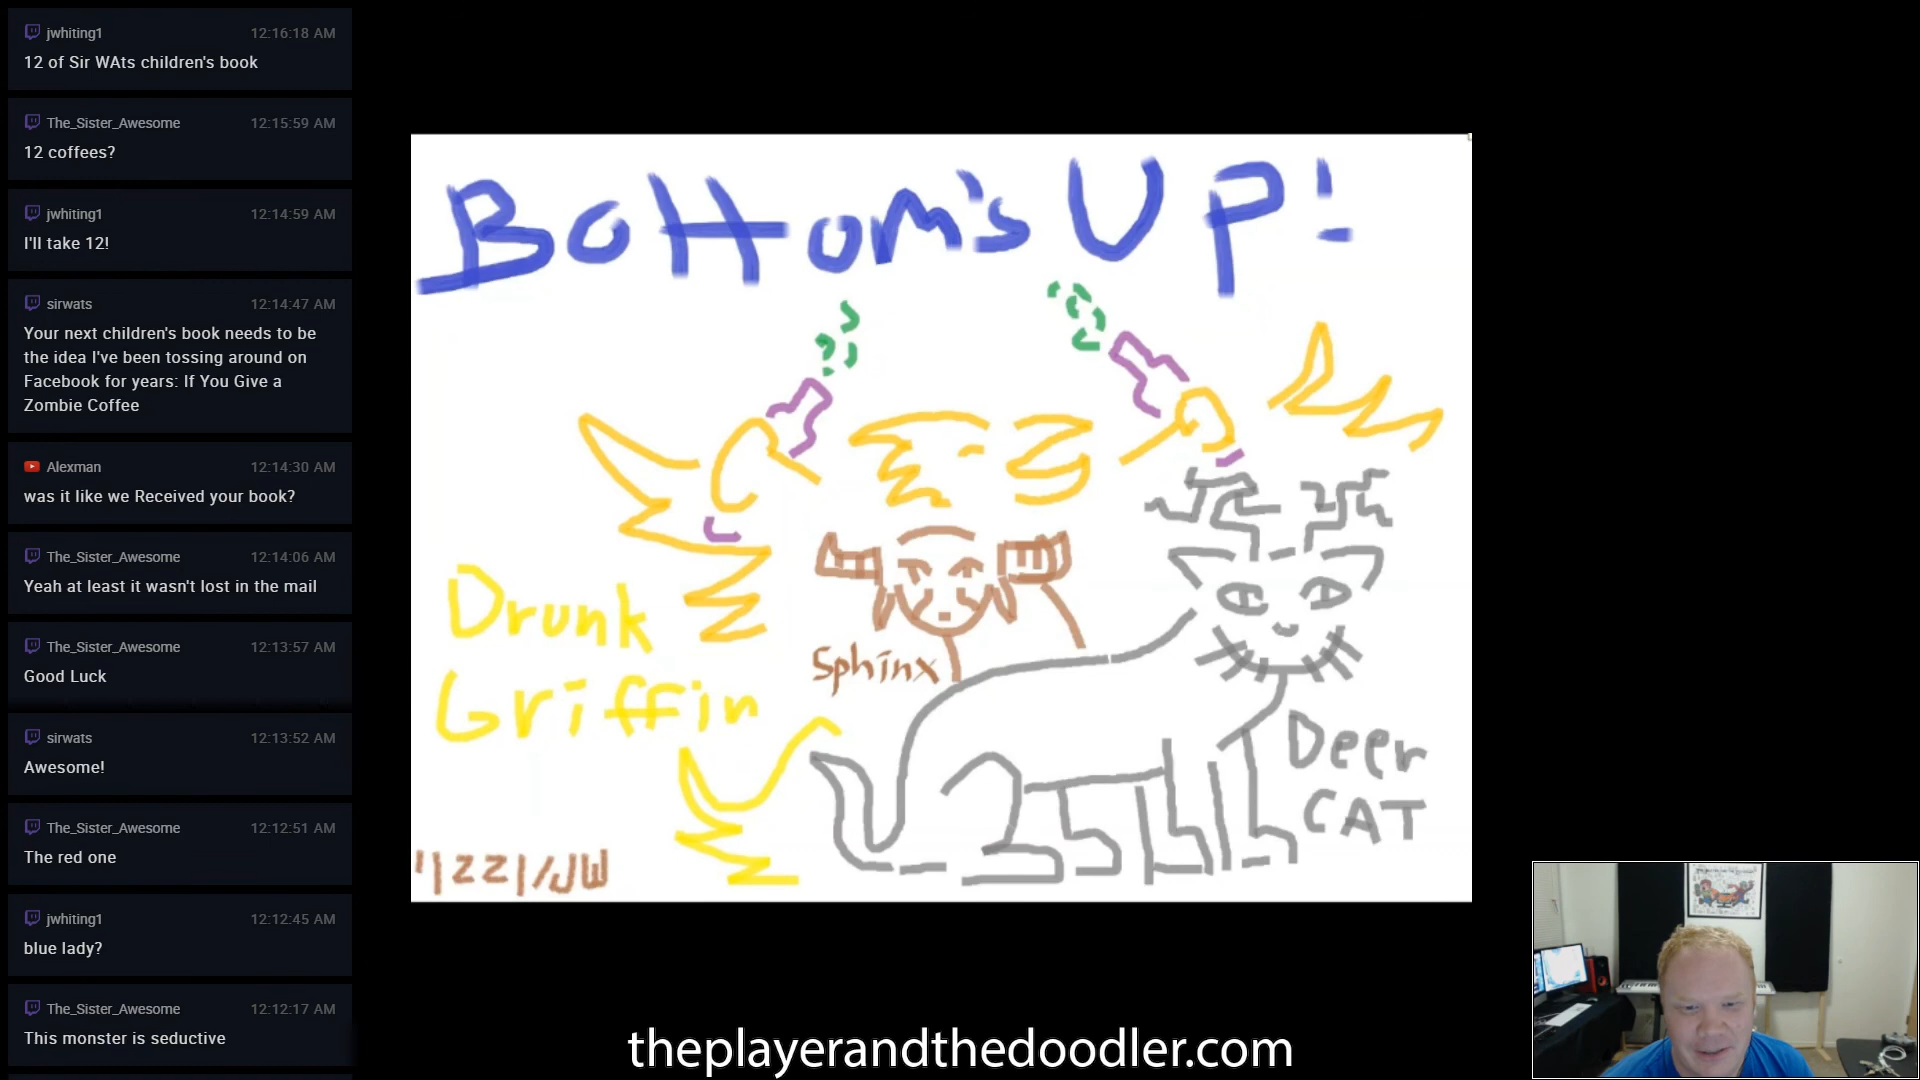 jwhiting1 12:16:18 AM
12 of Sir WAts children's book
The_Sister_Awesome 12:15:59 AM
12 coffees?
jwhiting1 12:14:59 AM
I'll take 12!
sirwats 12:14:47 AM
Your next children's book needs to be
the idea I've been tossing around on
Facebook for years: If You Give a
Zombie Coffee
Alexman 12:14:30 AM
was it like we Received your book?
The_Sister_Awesome 12:14:06 AM
Yeah at least it wasn't lost in the mail
The_Sister_Awesome 12:13:57 AM
Good Luck
sirwats 12:13:52 AM
Awesome!
The_Sister_Awesome 12:12:51 AM
The red one
jwhiting1 12:12:45 AM
blue lady?
The_Sister_Awesome 12:12:17 AM
This monster is seductive
Bottom's UP!
Drunk
Griffin
Sphinx
Deer
CAT
11221/JW
theplayerandthedoodler.com